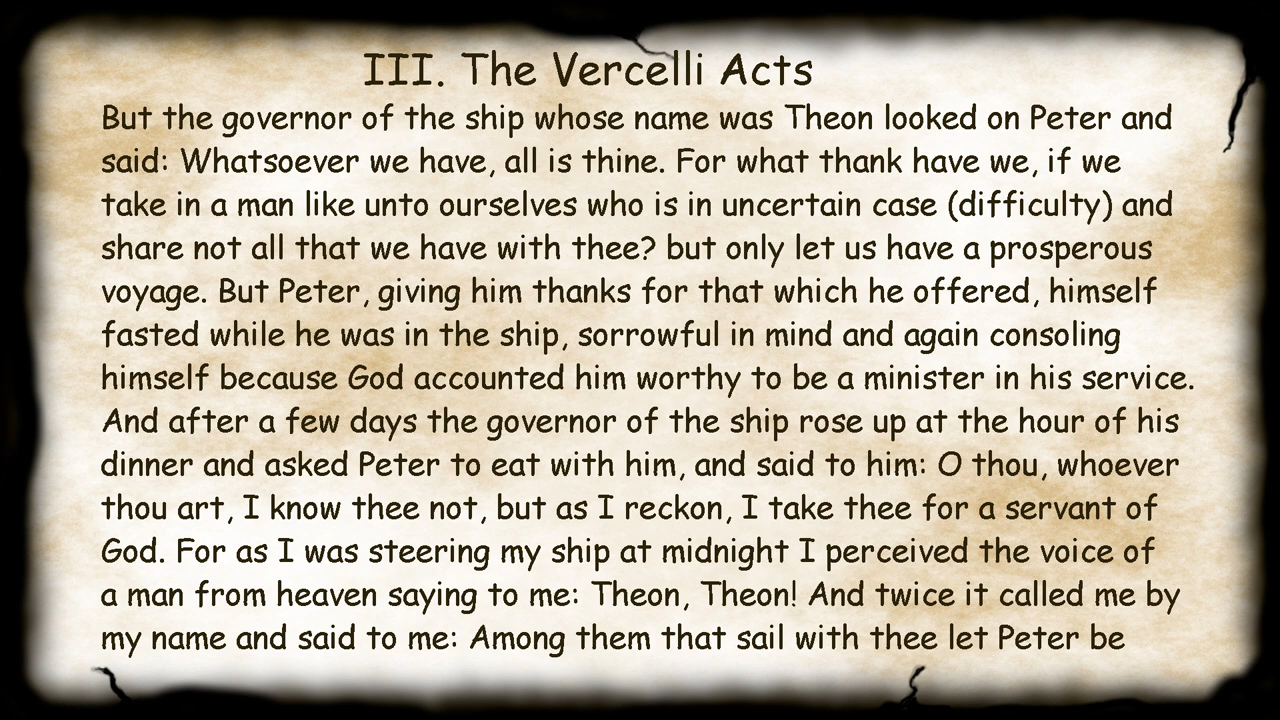 III. The Vercelli Acts
But the governor of the ship whose name was Theon looked on Peter and
said: Whatsoever we have, all is thine. For what thank have we, if we
take in a man like unto ourselves who is in uncertain case (difficulty) and
share not all that we have with thee? but only let us have a prosperous
voyage. But Peter, giving him thanks for that which he offered, himself
fasted while he was in the ship, sorrowful in mind and again consoling
himself because God accounted him worthy to be a minister in his service.
And after a few days the governor of the ship rose up at the hour of his
dinner and asked Peter to eat with him, and said to him: O thou, whoever
thou art, I know thee not, but as I reckon, I take thee for a servant of
God. For as I was steering my ship at midnight I perceived the voice of
a man from heaven saying to me: Theon, Theon! And twice it called me by
my name and said to me: Among them that sail with thee let Peter be